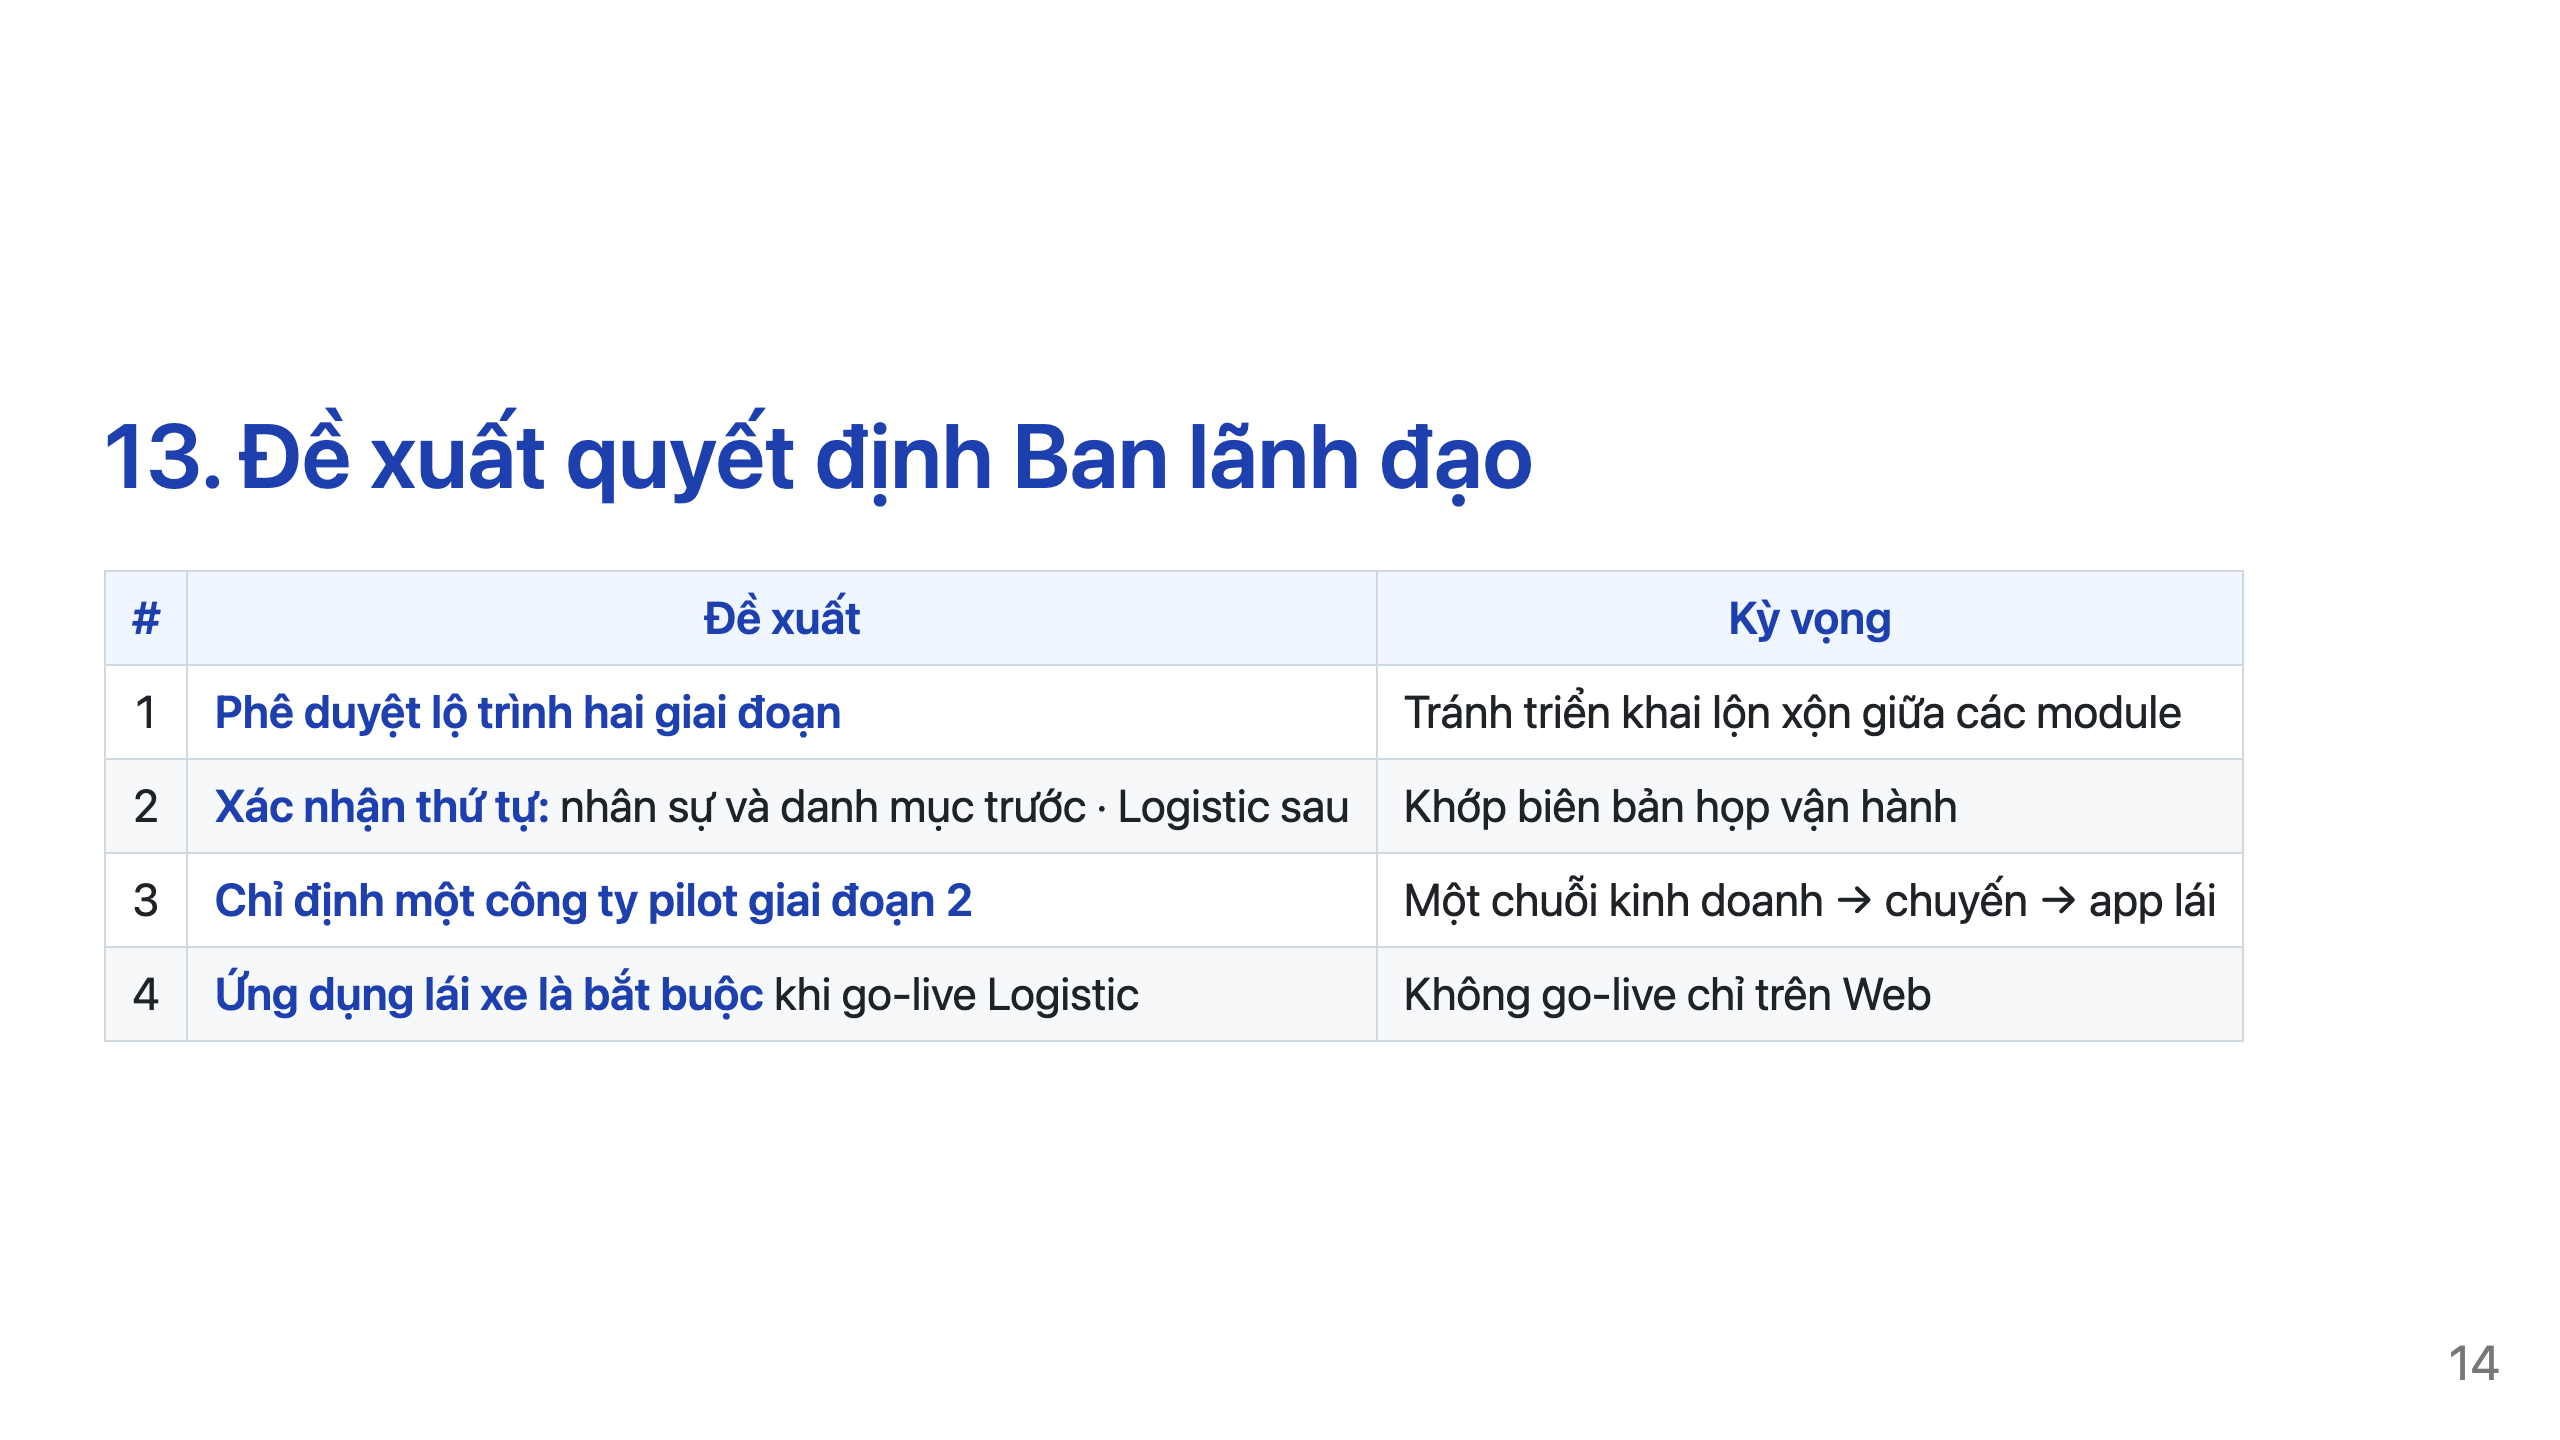 13. Đề xuất quyết định Ban lãnh đạo
# Đề xuất Kỳ vọng
1 Phê duyệt lộ trình hai giai đoạn Tránh triển khai lộn xộn giữa các module
2 Xác nhận thứ tự: nhân sự và danh mục trước · Logistic sau Khớp biên bản họp vận hành
3 Chỉ định một công ty pilot giai đoạn 2 Một chuỗi kinh doanh → chuyến → app lái
4 Ứng dụng lái xe là bắt buộc khi go-live Logistic Không go-live chỉ trên Web
14